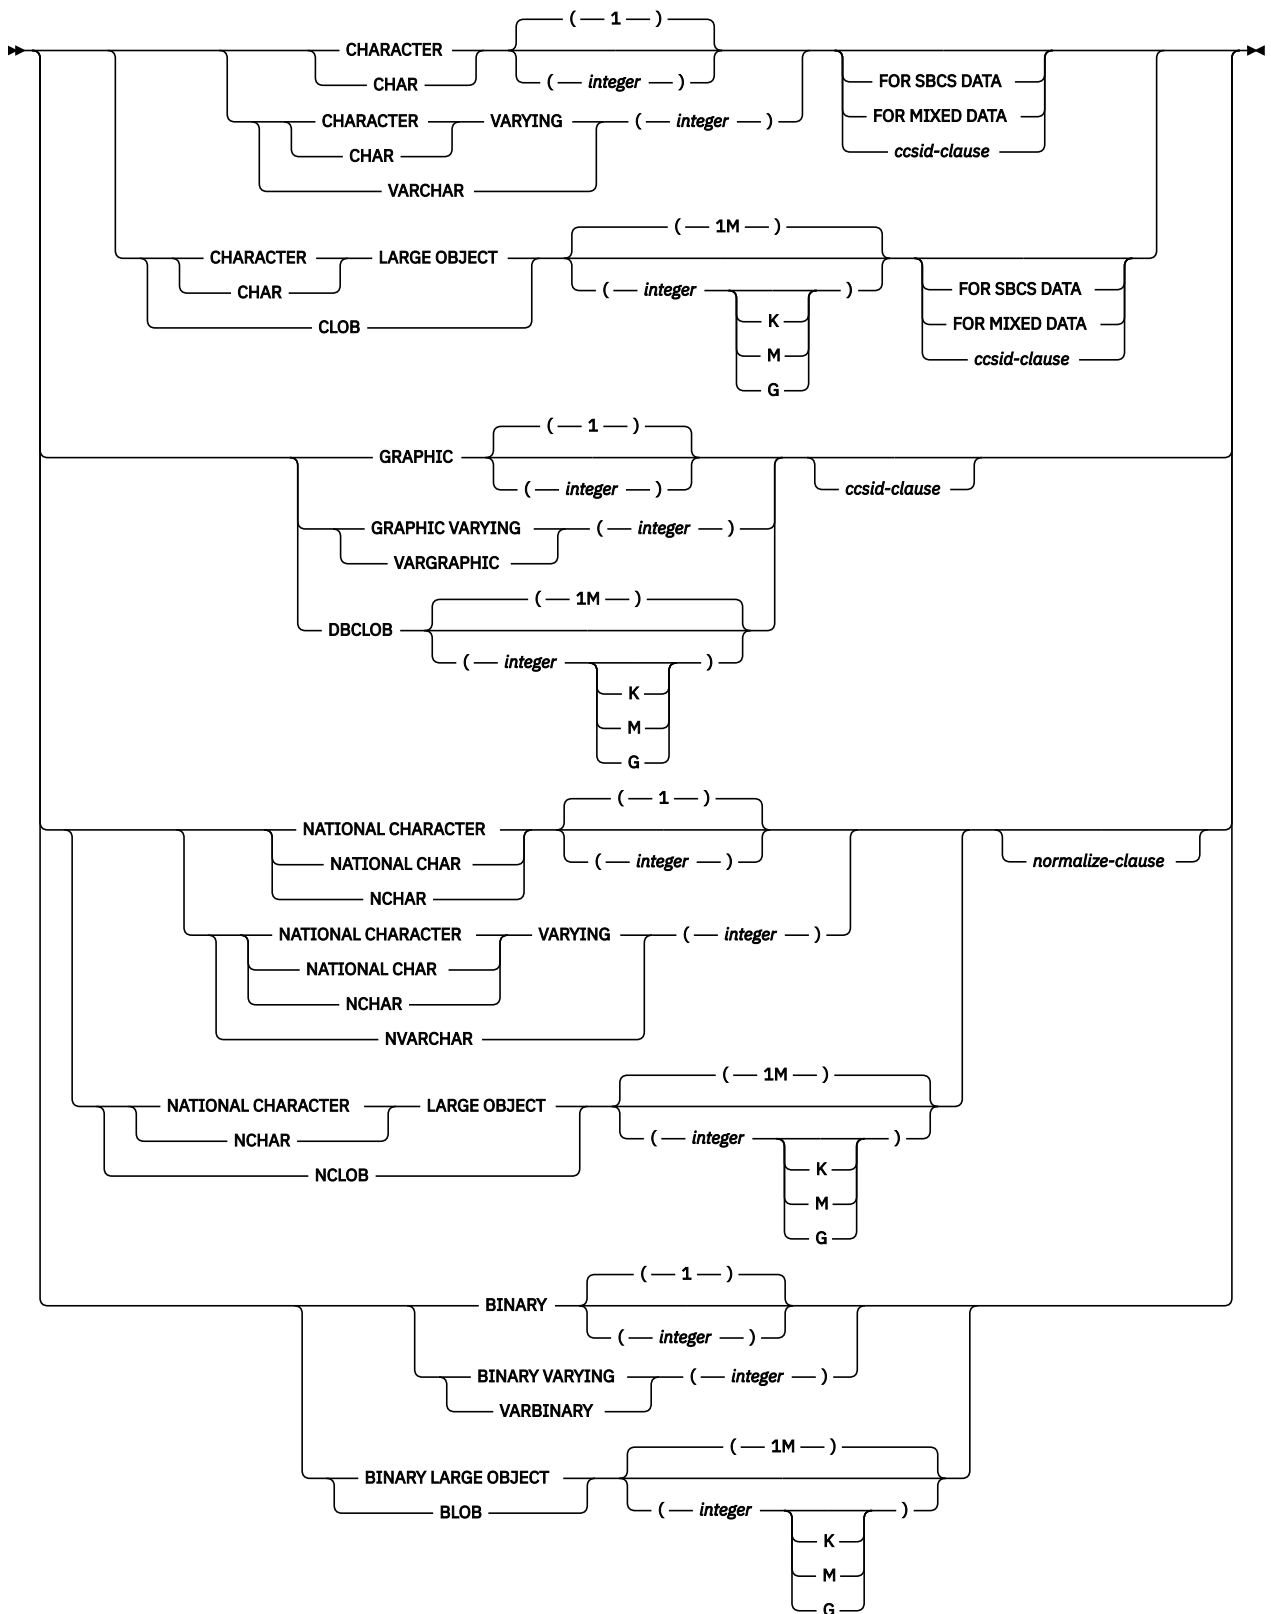 ( 1 )
CHARACTER
CHAR ( integer ) FOR SBCS DATA
CHARACTER VARYING ( integer ) FOR MIXED DATA
CHAR ccsid-clause
VARCHAR
( 1M )
CHARACTER LARGE OBJECT
CHAR ( integer ) FOR SBCS DATA
CLOB K FOR MIXED DATA
M ccsid-clause
G
( 1 )
GRAPHIC
( integer ) ccsid-clause
GRAPHIC VARYING ( integer )
VARGRAPHIC
( 1M )
DBCLOB
( integer )
K
M
G
( 1 )
NATIONAL CHARACTER
NATIONAL CHAR ( integer ) normalize-clause
NCHAR
NATIONAL CHARACTER VARYING ( integer )
NATIONAL CHAR
NCHAR
NVARCHAR
( 1M )
NATIONAL CHARACTER LARGE OBJECT
NCHAR ( integer )
NCLOB K
M
G
( 1 )
BINARY
( integer )
BINARY VARYING ( integer )
VARBINARY
( 1M )
BINARY LARGE OBJECT
BLOB ( integer )
K
M
G